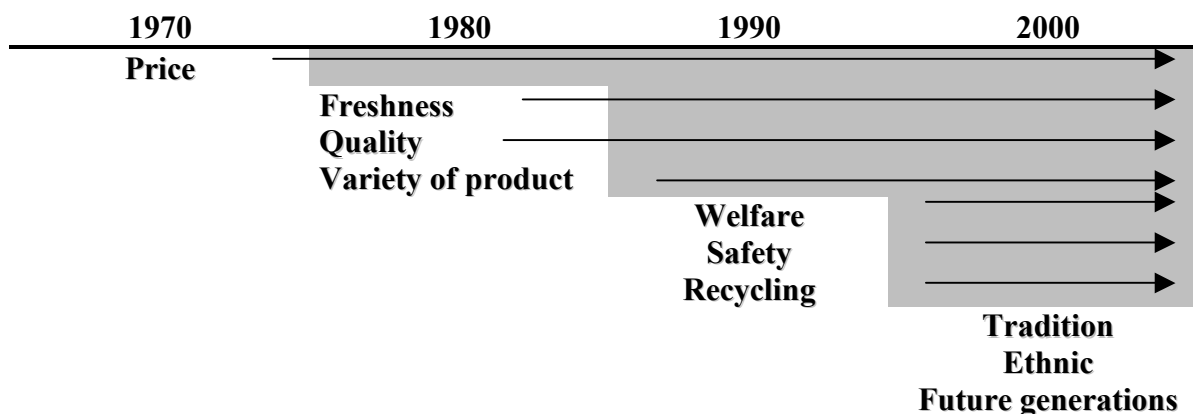 1970 1980 1990 2000
Price
Freshness
Quality
Variety of product
Welfare
Safety
Recycling
Tradition
Ethnic
Future generations